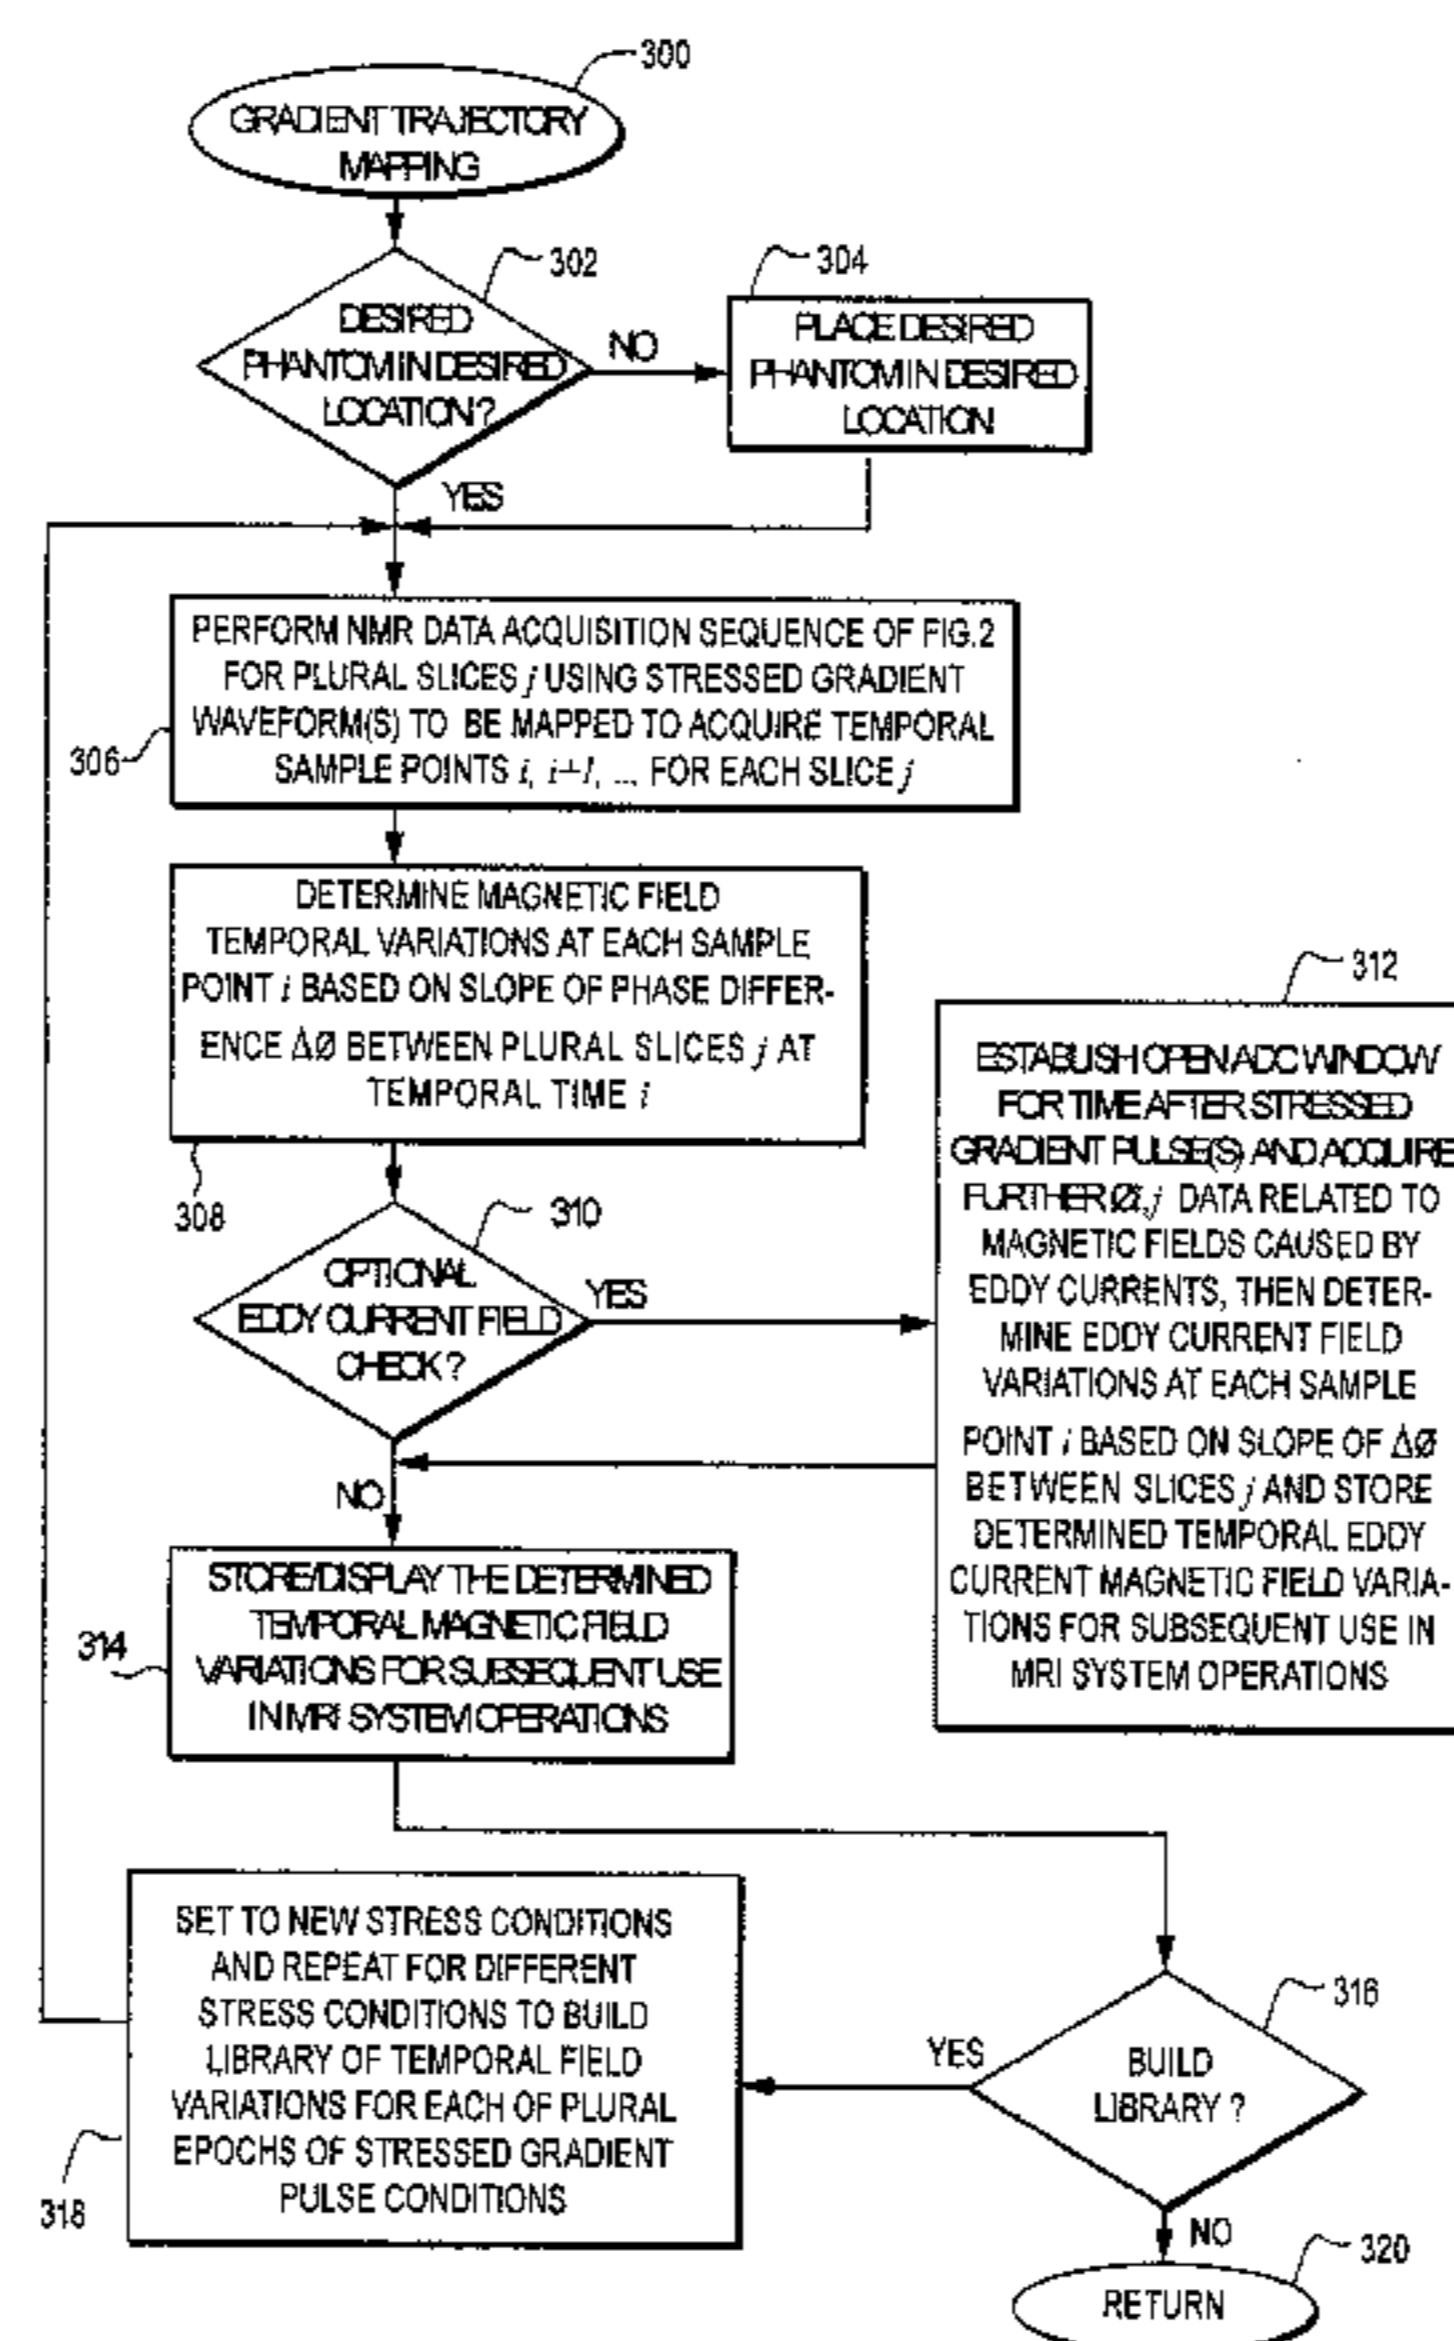 300
GRADIENT TRAJECTORY
MAPPING
302
DESIRED
PHANTOM IN DESIRED
LOCATION?
NO
304
PLACE DESIRED
PHANTOM IN DESIRED
LOCATION
YES
306
PERFORM NMR DATA ACQUISITION SEQUENCE OF FIG.2
FOR PLURAL SLICES j USING STRESSED GRADIENT
WAVEFORM(S) TO BE MAPPED TO ACQUIRE TEMPORAL
SAMPLE POINTS i, i+1, ... FOR EACH SLICE j
308
DETERMINE MAGNETIC FIELD
TEMPORAL VARIATIONS AT EACH SAMPLE
POINT i BASED ON SLOPE OF PHASE DIFFER-
ENCE ΔØ BETWEEN PLURAL SLICES j AT
TEMPORAL TIME i
310
OPTIONAL
EDDY CURRENT FIELD
CHECK?
YES
312
ESTABLISH OPEN ADC WINDOW
FOR TIME AFTER STRESSED
GRADIENT PULSE(S) AND ACQUIRE
FURTHER Øi,j DATA RELATED TO
MAGNETIC FIELDS CAUSED BY
EDDY CURRENTS, THEN DETER-
MINE EDDY CURRENT FIELD
VARIATIONS AT EACH SAMPLE
POINT i BASED ON SLOPE OF ΔØ
BETWEEN SLICES j AND STORE
DETERMINED TEMPORAL EDDY
CURRENT MAGNETIC FIELD VARIA-
TIONS FOR SUBSEQUENT USE IN
MRI SYSTEM OPERATIONS
NO
314
STORE/DISPLAY THE DETERMINED
TEMPORAL MAGNETIC FIELD
VARIATIONS FOR SUBSEQUENT USE
IN MRI SYSTEM OPERATIONS
316
BUILD
LIBRARY ?
YES
318
SET TO NEW STRESS CONDITIONS
AND REPEAT FOR DIFFERENT
STRESS CONDITIONS TO BUILD
LIBRARY OF TEMPORAL FIELD
VARIATIONS FOR EACH OF PLURAL
EPOCHS OF STRESSED GRADIENT
PULSE CONDITIONS
NO
320
RETURN